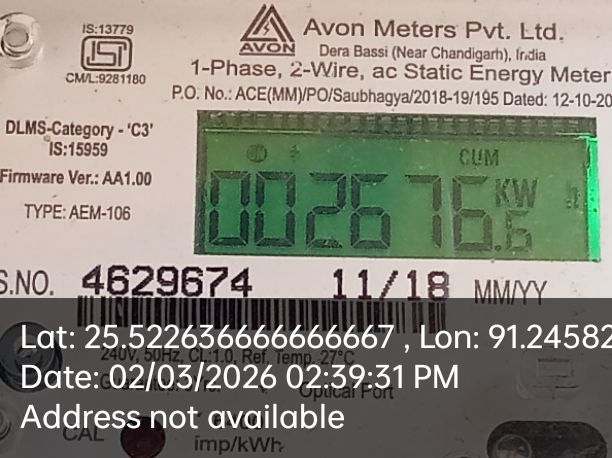 IS:13779
CM/L:9281180
AVON
Avon Meters Pvt. Ltd.
Dera Bassi (Near Chandigarh), India
1-Phase, 2-Wire, ac Static Energy Meter
P.O. No.: ACE(MM)/PO/Saubhagya/2018-19/195 Dated: 12-10-20
DLMS-Category - 'C3'
IS:15959
Firmware Ver.: AA1.00
TYPE: AEM-106
CUM
002676.6 KWh
S.NO. 4629674 11/18 MM/YY
Lat: 25.522636666666667 , Lon: 91.24582
240V, 50Hz, CL:1.0, Ref. Temp. 27°C
Date: 02/03/2026 02:39:31 PM
Optical Port
Address not available
CAL
imp/kWh